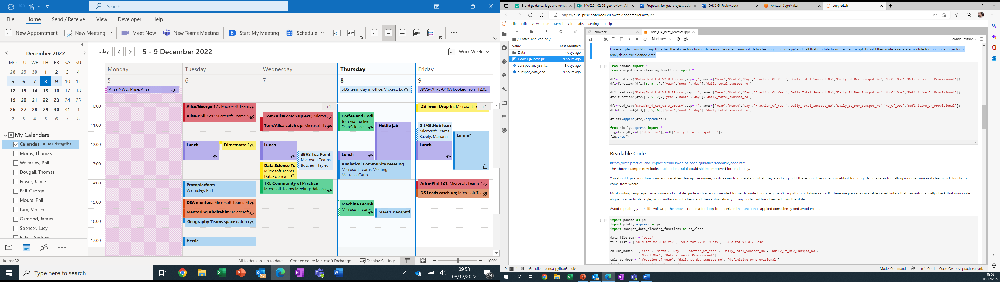 Search
File Home Send / Receive View Developer Help
New Appointment New Meeting Meet Now New Teams Meeting Start My Meeting Schedule
December 2022
MO TU WE TH FR SA SU
28 29 30 1 2 3 4
5 6 7 8 9 10 11
12 13 14 15 16 17 18
19 20 21 22 23 24 25
26 27 28 29 30 31 1
2 3 4 5 6 7 8
My Calendars
Calendar - Ailsa.Prise@dhs...
Morris, Thomas
Walmsley, Phil
Dougall, Thomas
Fraser, Jamie
Ball, George
Moura, Phil
Lam, Vincent
Osmond, James
Spencer, Lucy
Baker, Andrew
Today 5 - 9 December 2022 Work Week
Monday Tuesday Wednesday Thursday Friday
5 6 7 8 9
Ailsa NWD; Prise, Ailsa
SDS team day in office; Vickers, Lu
39VS-7th-S-010A booked from 12:0...
10:00
11:00
12:00
13:00
14:00
15:00
16:00
17:00
Ailsa/George 1:1; Microsoft Team
Ailsa-Phil 121; Microsoft Teams M
Lunch
Directorate D
Protoplatform
Walmsley, Phil
DSA mentors; Microsoft Teams M
Mentoring Abdirahim; Microsoft
Geography Teams space catch u
Hettie
+1
Tom/Ailsa catch up ext.; Micros
Tom/Ailsa catch up; Microsoft Te
Lunch
39VS Tea Point
Microsoft Teams
Butcher, Hayley
Data Science Te
Microsoft Teams
DataScience
TRE Community of Practice
Microsoft Teams Meeting; dataacce
Coffee and Codi
Join via the live te
DataScience
Hettie jab
Lunch
Analytical Community Meeting
Microsoft Teams Meeting
Martella, Carlo
Machine Learnin
Microsoft Teams
SHAPE geospati
DS Team Drop In; Microsoft Te
+1
Git/GitHub learn
Microsoft Teams
Bazely, Mariana
Emma?
Lunch
Ailsa-Phil 121; Microsoft Teams M
DS Leads catch up; Microsoft Tea
Items: 32 All folders are up to date. Connected to: Microsoft Exchange Display Settings 100%
Type here to search
09:53
08/12/2022
23
Brand guidance, logo and templ NW025 - 02 OS geo review - All Proposals_for_geo_projects_add DHSC GI Review.docx Amazon SageMaker JupyterLab
https://ailsa-prise.notebook.eu-west-2.sagemaker.aws/lab
File Edit View Run Kernel Git Tabs Settings Help
/ Coffee_and_coding /
Name Last Modified
Data 14 days ago
Code_QA_best_pr... 19 hours ago
sunspot_analysis_f... 8 days ago
sunspot_data_clea... 19 hours ago
Launcher Code_QA_best_practice.ipyn
Markdown git conda_python3
For example, I would group together the above functions into a module called 'sunspot_data_cleaning_functions.py' and call that module from the main script. I could then write a separate module for functions to perform
analysis on the cleaned data.
[ ]: from pandas import *
from sunspot_data_cleaning_functions import *
df1=read_csv('Data/SN_d_tot_V2.0_18.csv',sep=';',names=['Year','Month','Day','Fraction_Of_Year','Daily_Total_Sunspot_No','Daily_St_Dev_Sunspot_No','No_Of_Obs','Definitive_Or_Provisional'])
df1=function4(df1,[3, 5, 7],['year','month','day'],'daily_total_sunspot_no')
df2=read_csv('Data/SN_d_tot_V2.0_19.csv',sep=';',names=['Year','Month','Day','Fraction_Of_Year','Daily_Total_Sunspot_No','Daily_St_Dev_Sunspot_No','No_Of_Obs','Definitive_Or_Provisional'])
df2=function4(df2,[3, 5, 7],['year','month','day'],'daily_total_sunspot_no')
df3=read_csv('Data/SN_d_tot_V2.0_20.csv',sep=';',names=['Year','Month','Day','Fraction_Of_Year','Daily_Total_Sunspot_No','Daily_St_Dev_Sunspot_No','No_Of_Obs','Definitive_Or_Provisional'])
df3=function4(df3,[3, 5, 6],['year','month','day'],'daily_total_sunspot_no')
df=df1.append(df2).append(df3)
from plotly.express import *
fig=line(df,x=df['datetime'],y=df['daily_total_sunspot_no'])
fig.show()
Readable Code
https://best-practice-and-impact.github.io/qa-of-code-guidance/readable_code.html
The above example now looks much tidier, but it could still be improved for readability.
You should give your functions and variables descriptive names, so its easier to understand what they are doing. BUT these could become unwieldy if too long. Using aliases for calling modules makes it clear which functions
come from where.
Most coding languages have some sort of style guide with a recommended format to write things. e.g. pep8 for python or tidyverse for R. There are packages available called linters that can automatically check that your code
aligns to a particular style, or formatters which check and then automatically fix any code that has diverged from the style.
Avoid repeating yourself! I will wrap the above code in a for loop to be certain the function is applied consistently and avoid errors.
[ ]: import pandas as pd
import plotly.express as px
import sunspot_data_cleaning_functions as ss_clean
data_file_path = 'Data/'
file_list = ['SN_d_tot_V2.0_18.csv', 'SN_d_tot_V2.0_19.csv', 'SN_d_tot_V2.0_20.csv']
column_names = ['Year', 'Month', 'Day', 'Fraction_Of_Year', 'Daily_Total_Sunspot_No', 'Daily_St_Dev_Sunspot_No',
'No_Of_Obs', 'Definitive_Or_Provisional']
cols_to_drop = ['fraction_of_year', 'daily_st_dev_sunspot_no', 'definitive_or_provisional']
0 1 Git: idle conda_python3 | Idle Mode: Command Ln 1, Col 1 Code_QA_best_practice.ipynb
09:53
08/12/2022